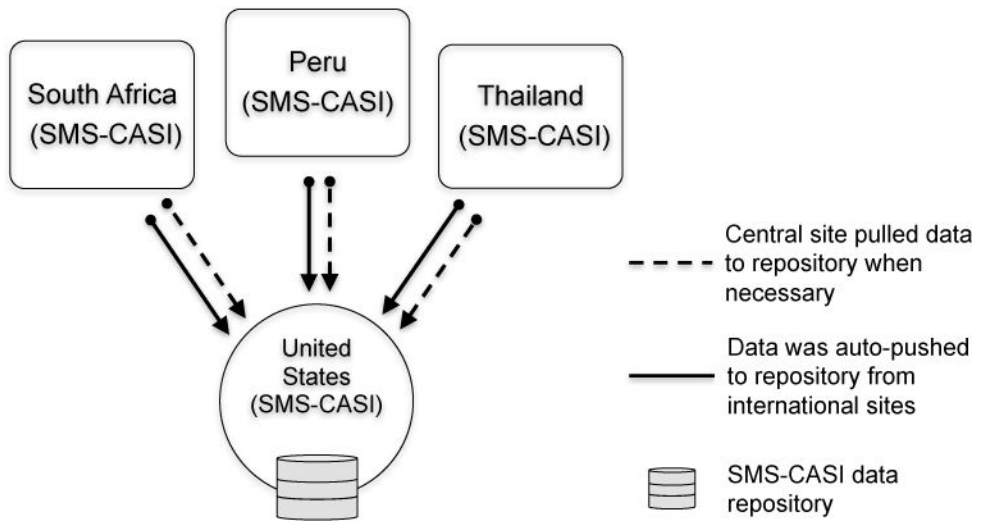 South Africa
(SMS-CASI)
Peru
(SMS-CASI)
Thailand
(SMS-CASI)
United
States
(SMS-CASI)
Central site pulled data
to repository when
necessary
Data was auto-pushed
to repository from
international sites
SMS-CASI data
repository